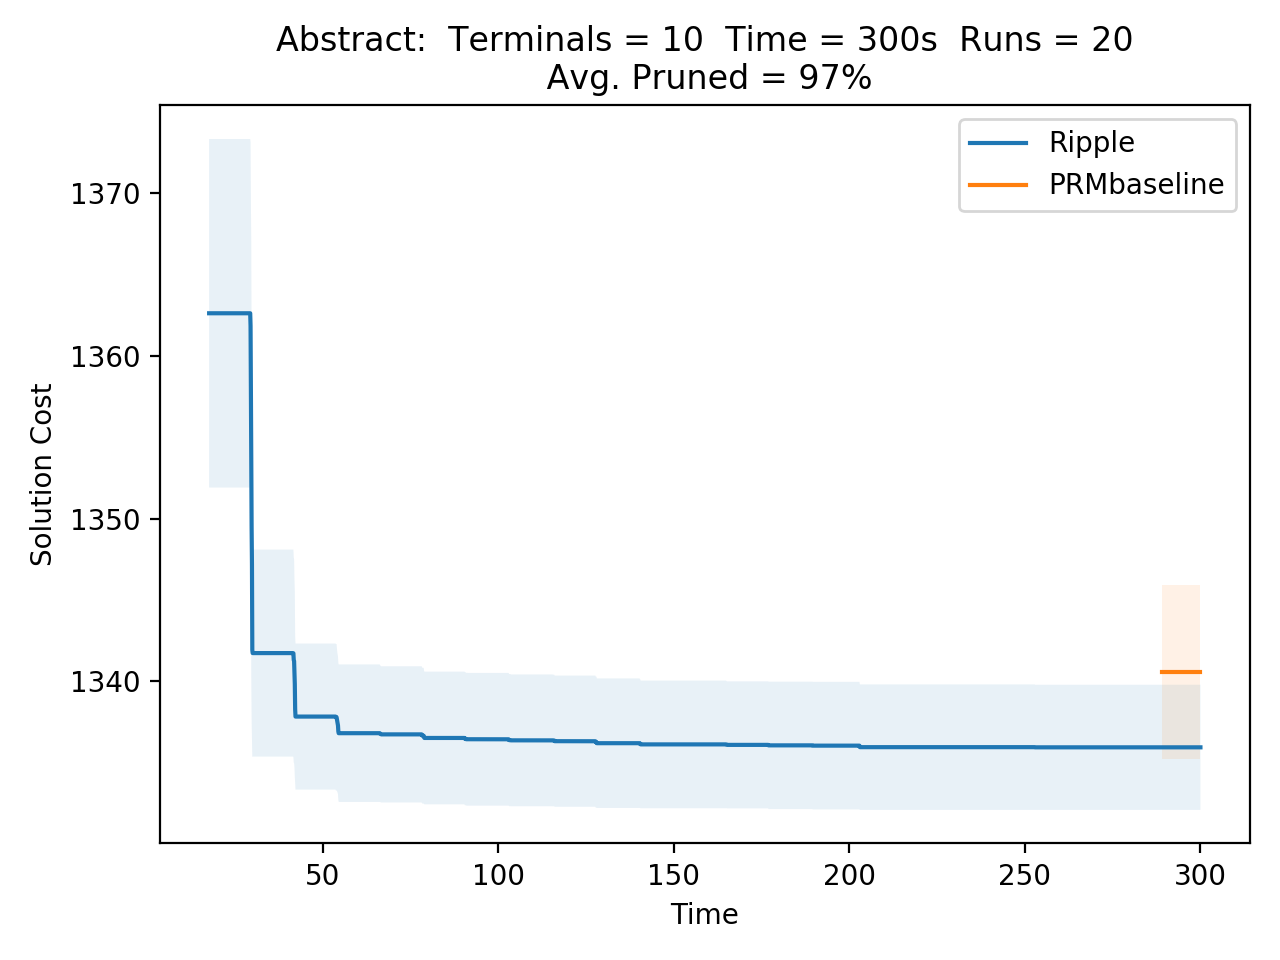 Abstract:  Terminals = 10  Time = 300s  Runs = 20
Avg. Pruned = 97%
Ripple
PRMbaseline
Solution Cost
1370
1360
1350
1340
50
100
150
200
250
300
Time